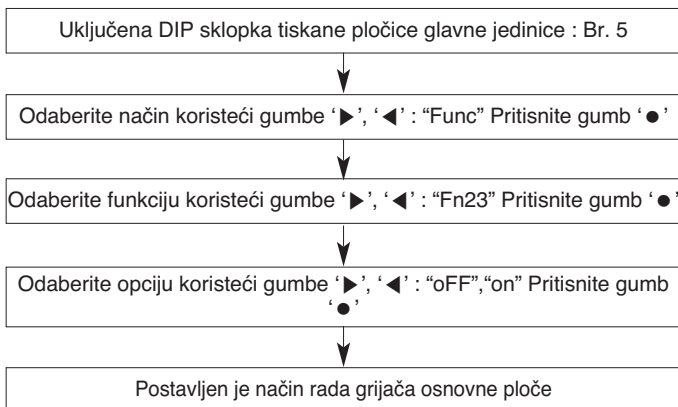 Uključena DIP sklopka tiskane pločice glavne jedinice : Br. 5
Odaberite način koristeći gumbe ‘▶’, ‘◀’ : “Func” Pritisnite gumb ‘●’
Odaberite funkciju koristeći gumbe ‘▶’, ‘◀’ : “Fn23” Pritisnite gumb ‘●’
Odaberite opciju koristeći gumbe ‘▶’, ‘◀’ : “oFF”,“on” Pritisnite gumb
‘●’
Postavljen je način rada grijača osnovne ploče